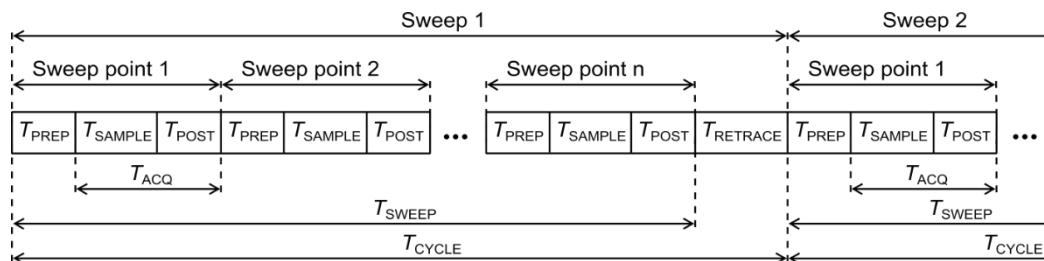 Sweep 1 Sweep 2
Sweep point 1 Sweep point 2 Sweep point n Sweep point 1
TPREP TSAMPLE TPOST TPREP TSAMPLE TPOST ••• TPREP TSAMPLE TPOST TRETRACE TPREP TSAMPLE TPOST •••
TACQ TACQ
TSWEEP TSWEEP
TCYCLE TCYCLE